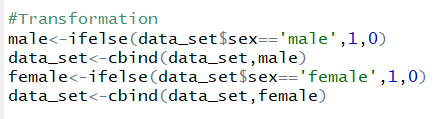 #Transformation
male<-ifelse(data_set$sex=='male',1,0)
data_set<-cbind(data_set,male)
female<-ifelse(data_set$sex=='female',1,0)
data_set<-cbind(data_set,female)